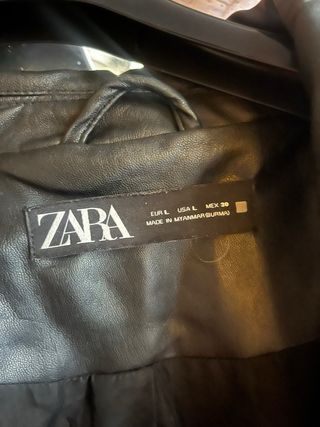 ZARA
EUR L USA L MEX 30
MADE IN MYANMAR(BURMA)